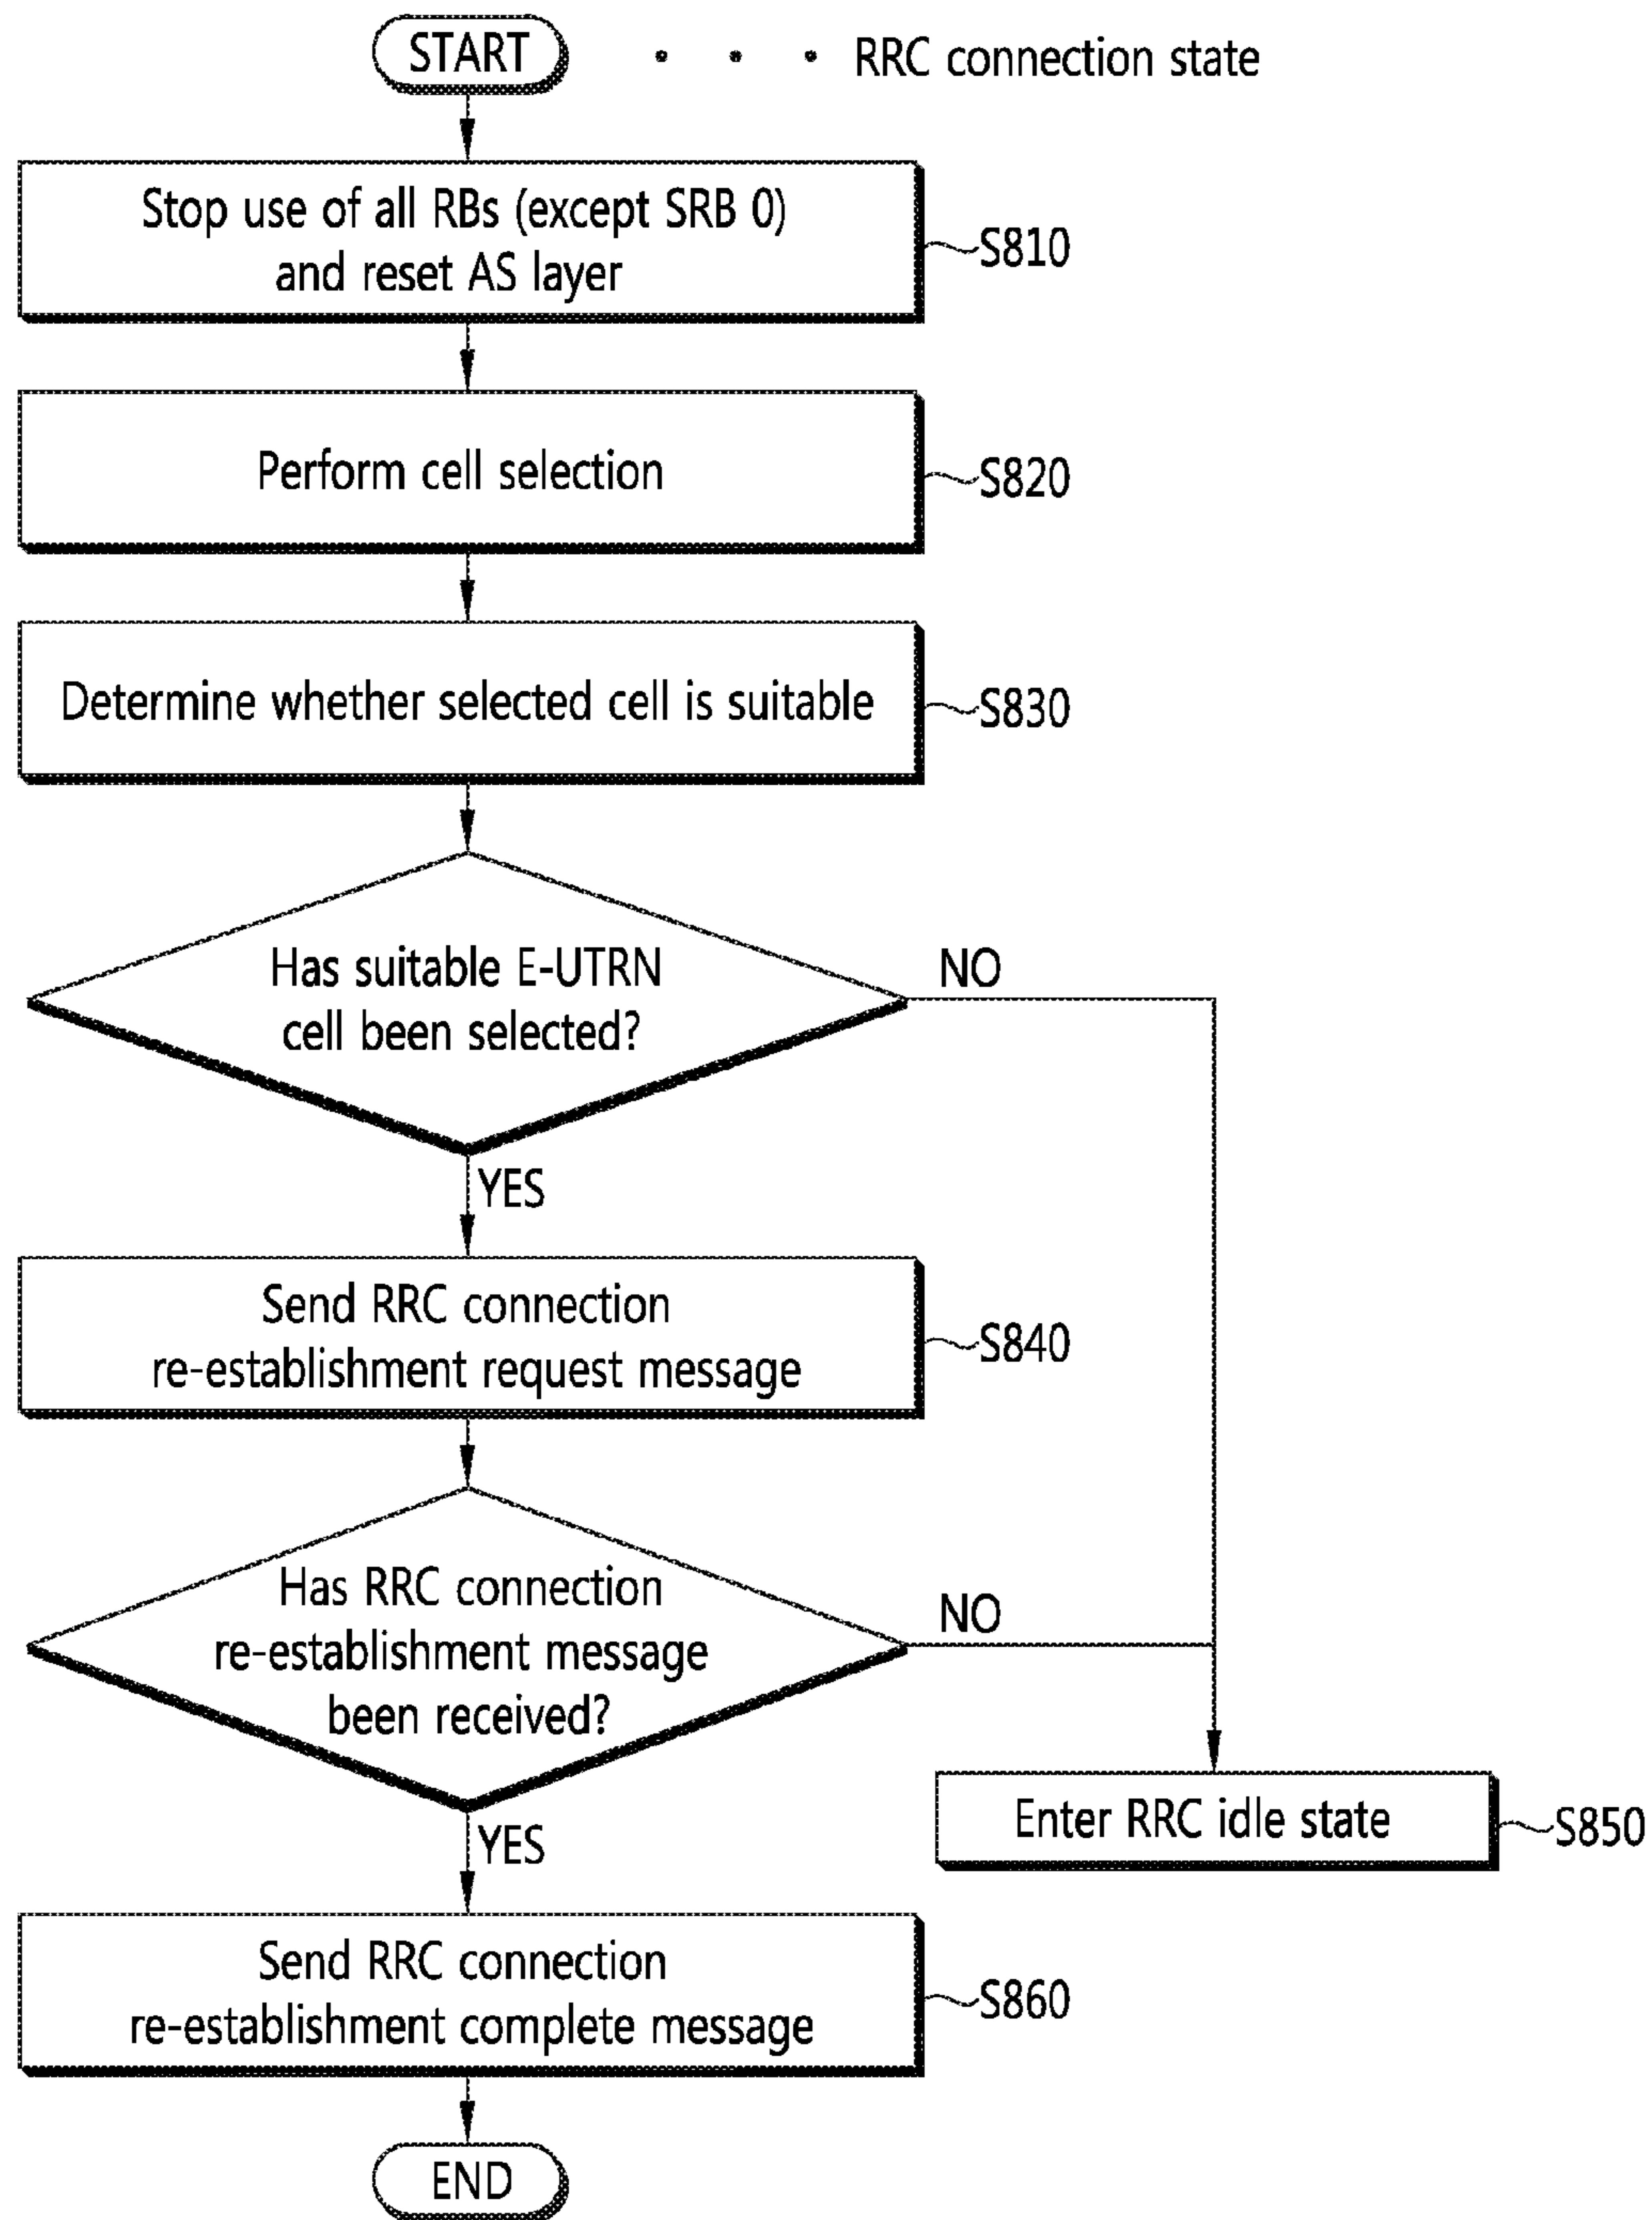 START
• • • RRC connection state
Stop use of all RBs (except SRB 0)
and reset AS layer
S810
Perform cell selection
S820
Determine whether selected cell is suitable
S830
Has suitable E-UTRN
cell been selected?
NO
YES
Send RRC connection
re-establishment request message
S840
Has RRC connection
re-establishment message
been received?
NO
YES
Enter RRC idle state
S850
Send RRC connection
re-establishment complete message
S860
END